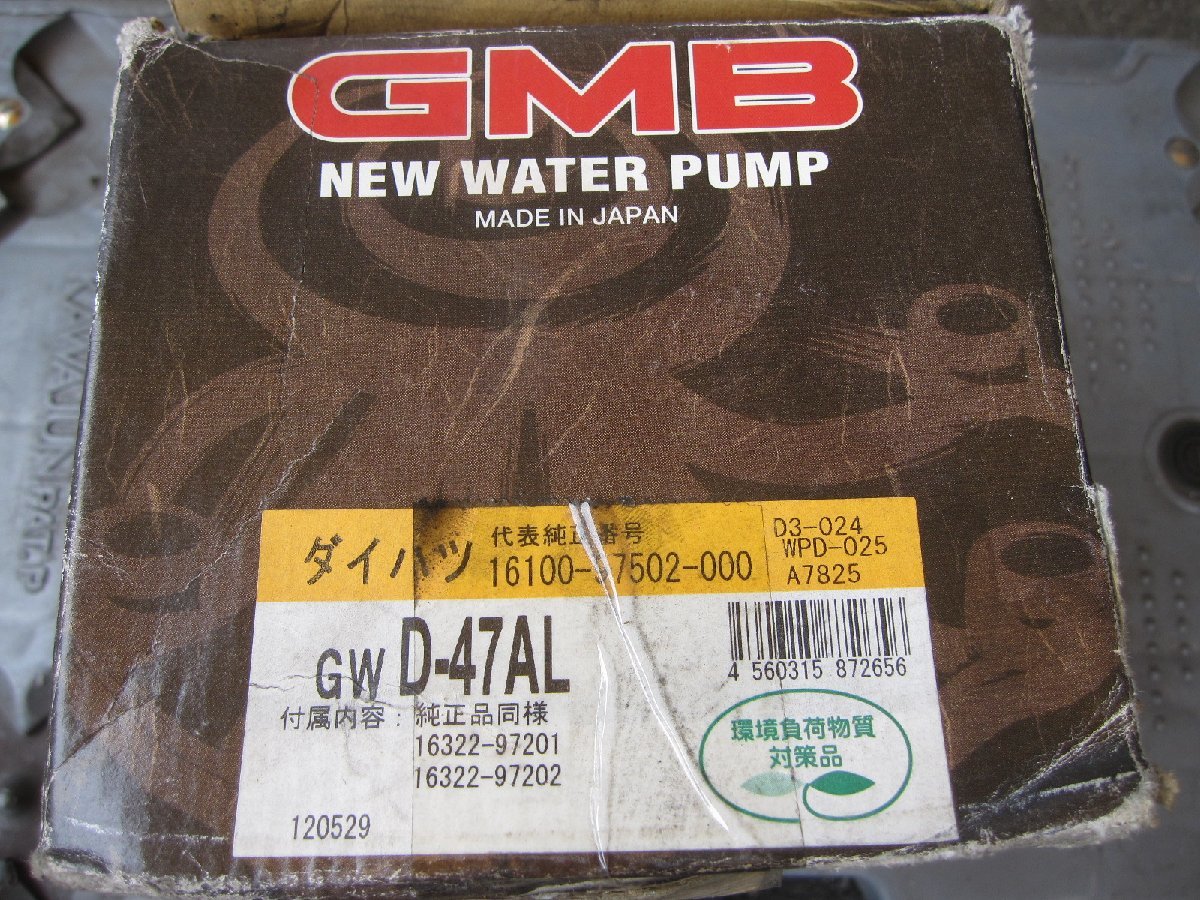 GMB
NEW WATER PUMP
MADE IN JAPAN
ダイハツ
代表純正番号
16100-97502-000
D3-024
WPD-025
A7825
GW D-47AL
4 560315 872656
付属内容: 純正品同様
16322-97201
16322-97202
環境負荷物質
対策品
120529